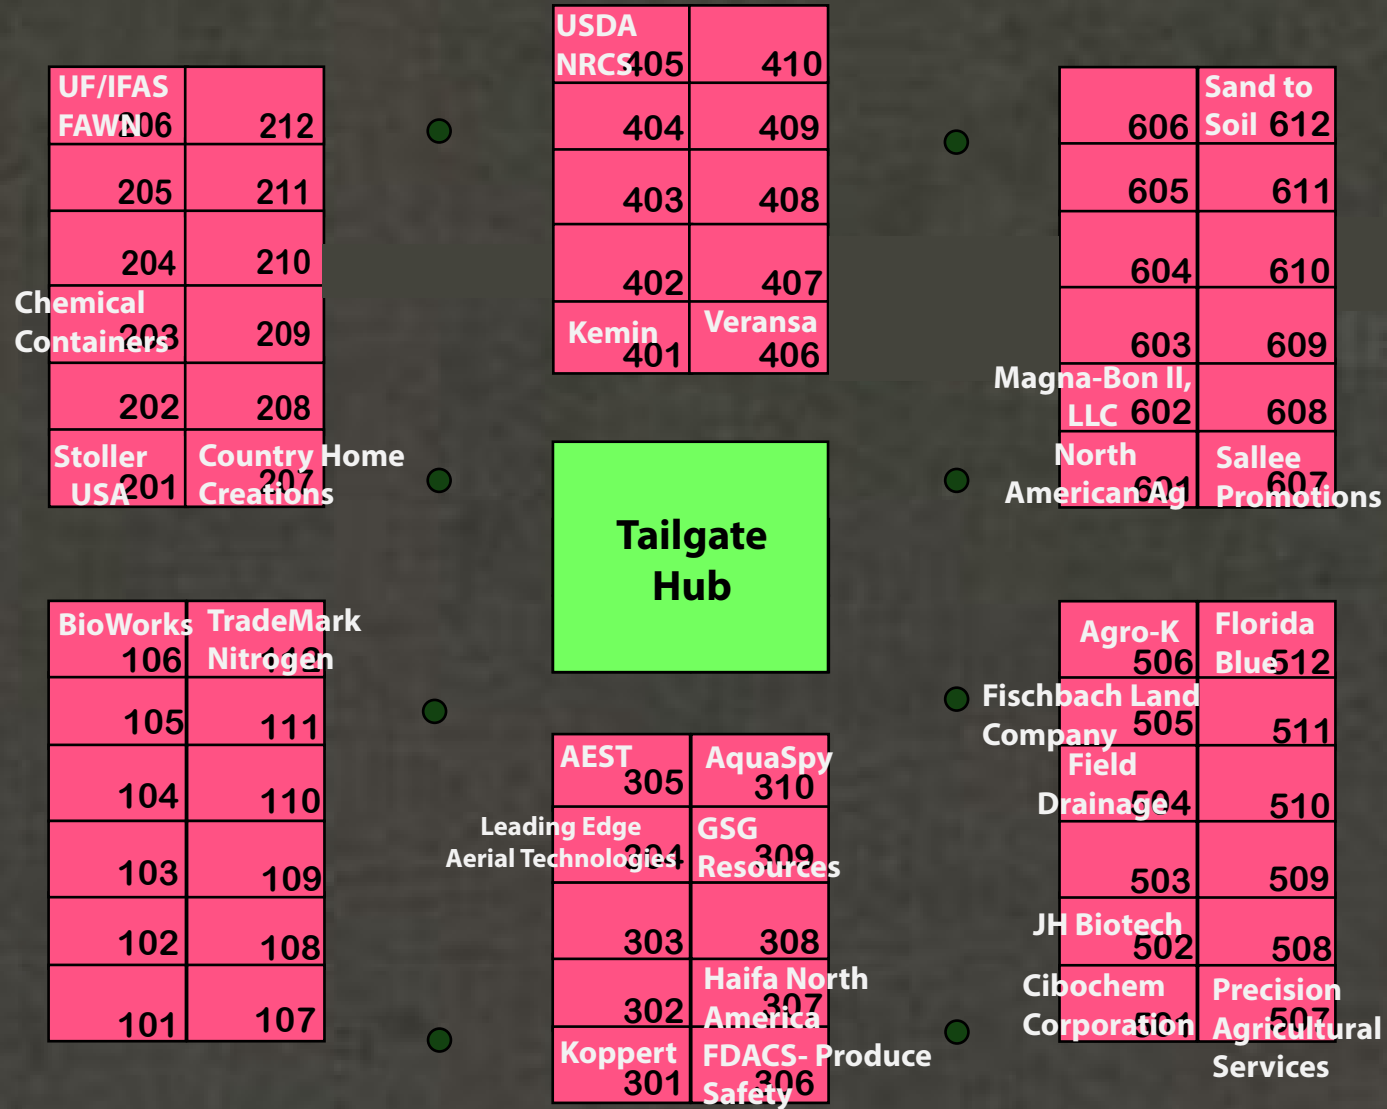 UF/IFAS
FAWN 206
212
205
211
204
210
Chemical
Containers 203
209
202
208
Stoller
USA 201
Country Home
Creations 207
USDA
NRCS 405
410
404
409
403
408
402
407
Kemin 401
Veransa
406
606
Sand to
Soil 612
605
611
604
610
603
609
Magna-Bon II,
LLC 602
608
North
American Ag 601
Sallee
Promotions 607
Tailgate
Hub
BioWorks
106
TradeMark
Nitrogen 112
105
111
104
110
103
109
102
108
101
107
AEST
305
AquaSpy
310
Leading Edge
Aerial Technologies 304
GSG
Resources 309
303
308
302
Haifa North
America 307
Koppert
301
FDACS- Produce
Safety 306
Agro-K
506
Florida
Blue 512
Fischbach Land
Company 505
511
Field
Drainage 504
510
503
509
JH Biotech
502
508
Cibochem
Corporation 501
Precision
Agricultural 507
Services